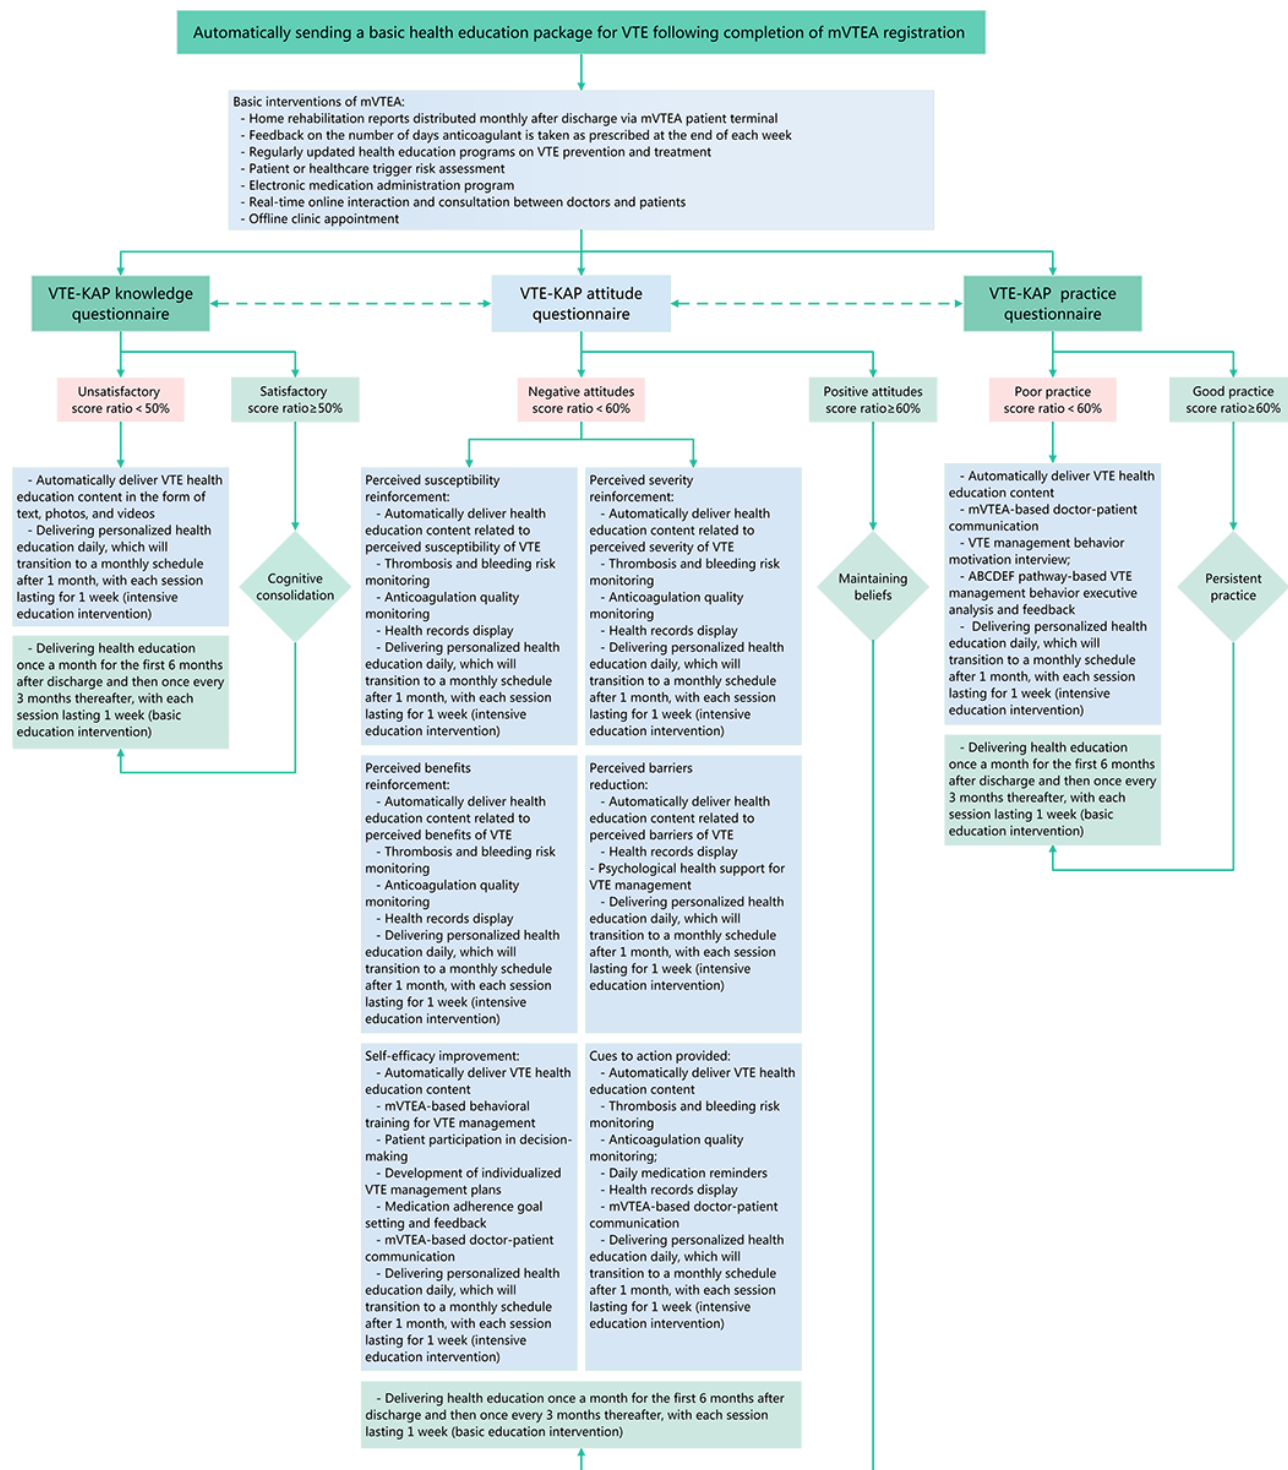 Automatically sending a basic health education package for VTE following completion of mVTEA registration
Basic interventions of mVTEA:
- Home rehabilitation reports distributed monthly after discharge via mVTEA patient terminal
- Feedback on the number of days anticoagulant is taken as prescribed at the end of each week
- Regularly updated health education programs on VTE prevention and treatment
- Patient or healthcare trigger risk assessment
- Electronic medication administration program
- Real-time online interaction and consultation between doctors and patients
- Offline clinic appointment
VTE-KAP knowledge
questionnaire
VTE-KAP attitude
questionnaire
VTE-KAP practice
questionnaire
Unsatisfactory
score ratio < 50%
Satisfactory
score ratio≥50%
Negative attitudes
score ratio < 60%
Positive attitudes
score ratio≥60%
Poor practice
score ratio < 60%
Good practice
score ratio≥60%
- Automatically deliver VTE health
education content in the form of
text, photos, and videos
- Delivering personalized health
education daily, which will
transition to a monthly schedule
after 1 month, with each session
lasting for 1 week (intensive
education intervention)
- Delivering health education
once a month for the first 6 months
after discharge and then once every
3 months thereafter, with each
session lasting 1 week (basic
education intervention)
Cognitive
consolidation
Perceived susceptibility
reinforcement:
- Automatically deliver health
education content related to
perceived susceptibility of VTE
- Thrombosis and bleeding risk
monitoring
- Anticoagulation quality
monitoring
- Health records display
- Delivering personalized health
education daily, which will
transition to a monthly schedule
after 1 month, with each session
lasting for 1 week (intensive
education intervention)
Perceived severity
reinforcement:
- Automatically deliver health
education content related to
perceived severity of VTE
- Thrombosis and bleeding risk
monitoring
- Anticoagulation quality
monitoring
- Health records display
- Delivering personalized health
education daily, which will
transition to a monthly schedule
after 1 month, with each session
lasting for 1 week (intensive
education intervention)
Perceived benefits
reinforcement:
- Automatically deliver health
education content related to
perceived benefits of VTE
- Thrombosis and bleeding risk
monitoring
- Anticoagulation quality
monitoring
- Health records display
- Delivering personalized health
education daily, which will
transition to a monthly schedule
after 1 month, with each session
lasting for 1 week (intensive
education intervention)
Perceived barriers
reduction:
- Automatically deliver health
education content related to
perceived barriers of VTE
- Health records display
- Psychological health support for
VTE management
- Delivering personalized health
education daily, which will
transition to a monthly schedule
after 1 month, with each session
lasting for 1 week (intensive
education intervention)
Self-efficacy improvement:
- Automatically deliver VTE health
education content
- mVTEA-based behavioral
training for VTE management
- Patient participation in decision-
making
- Development of individualized
VTE management plans
- Medication adherence goal
setting and feedback
- mVTEA-based doctor-patient
communication
- Delivering personalized health
education daily, which will
transition to a monthly schedule
after 1 month, with each session
lasting for 1 week (intensive
education intervention)
Cues to action provided:
- Automatically deliver VTE health
education content
- Thrombosis and bleeding risk
monitoring
- Anticoagulation quality
monitoring;
- Daily medication reminders
- Health records display
- mVTEA-based doctor-patient
communication
- Delivering personalized health
education daily, which will
transition to a monthly schedule
after 1 month, with each session
lasting for 1 week (intensive
education intervention)
- Delivering health education once a month for the first 6 months after
discharge and then once every 3 months thereafter, with each session
lasting 1 week (basic education intervention)
Maintaining
beliefs
- Automatically deliver VTE health
education content
- mVTEA-based doctor-patient
communication
- VTE management behavior
motivation interview;
- ABCDEF pathway-based VTE
management behavior executive
analysis and feedback
- Delivering personalized health
education daily, which will
transition to a monthly schedule
after 1 month, with each session
lasting for 1 week (intensive
education intervention)
- Delivering health education
once a month for the first 6 months
after discharge and then once every
3 months thereafter, with each
session lasting 1 week (basic
education intervention)
Persistent
practice